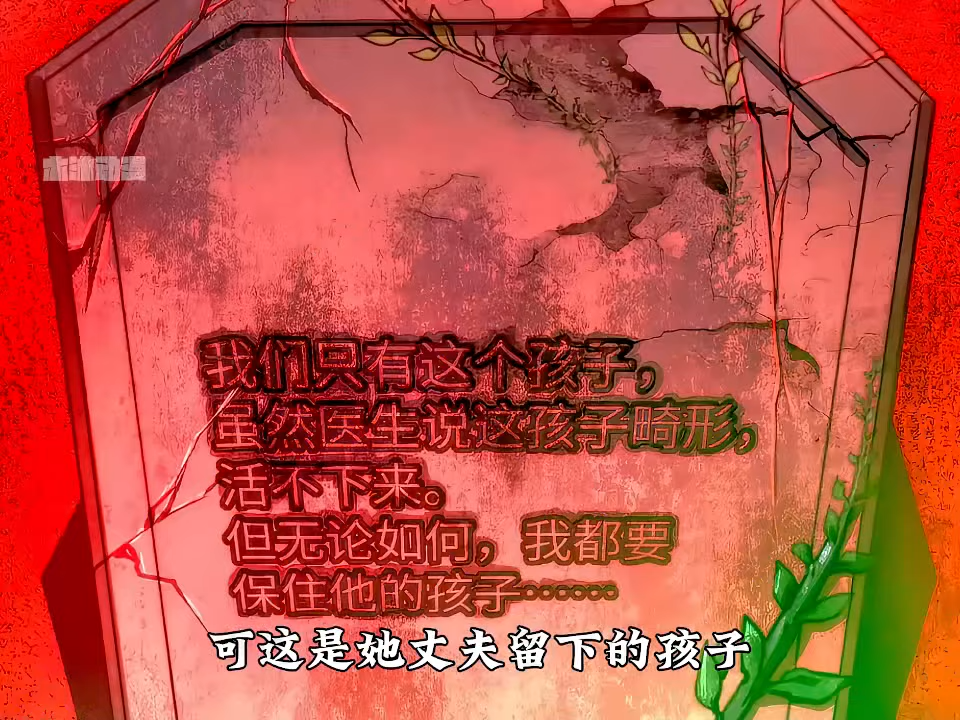 我们只有这个孩子，
虽然医生说这孩子畸形，
活不下来。
但无论如何，我都要
保住他的孩子……
可这是她丈夫留下的孩子